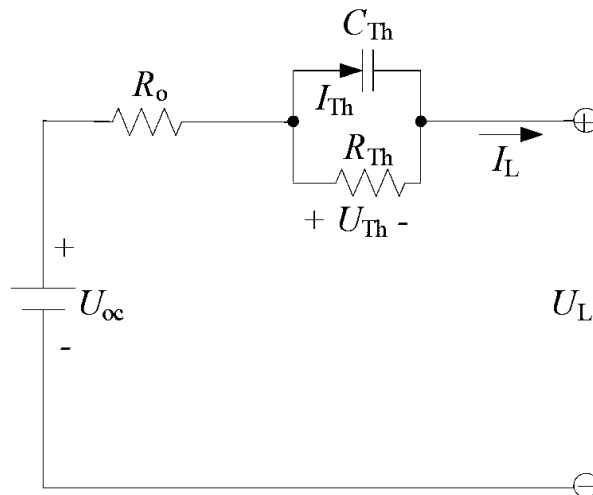 C_Th
R_o
I_Th
R_Th
I_L
+ U_Th -
+
U_oc
U_L
-
+
-